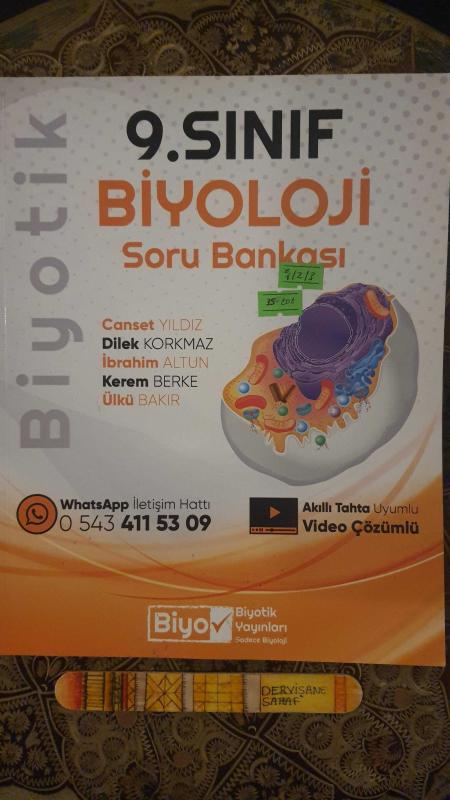 Biyotik
9.SINIF
BİYOLOJİ
Soru Bankası
Canset YILDIZ
Dilek KORKMAZ
İbrahim ALTUN
Kerem BERKE
Ülkü BAKIR
WhatsApp İletişim Hattı
0 543 411 53 09
Akıllı Tahta Uyumlu
Video Çözümlü
Biyo
Biyotik
Yayınları
Sadece Biyoloji
DERVİŞANE
SAHAF